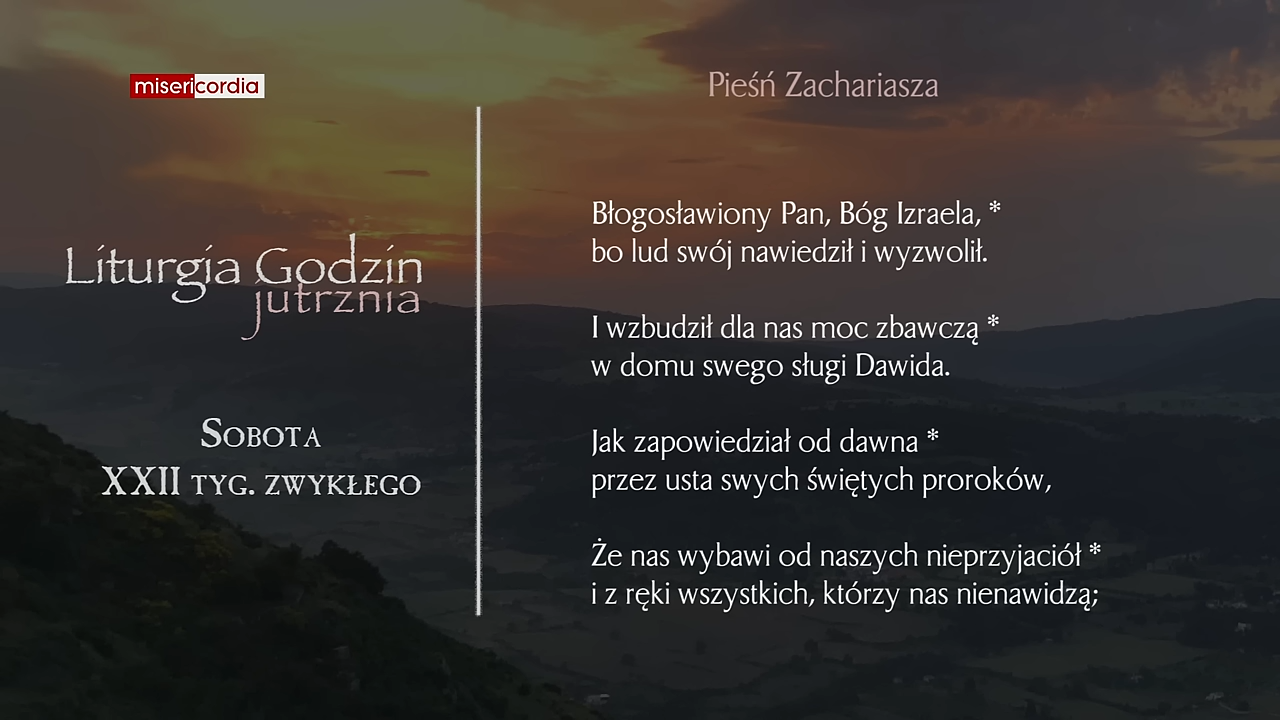 misericordia
Liturgia Godzin
jutrznia
Sobota
XXII tyg. zwykłego
Pieśń Zachariasza
Błogosławiony Pan, Bóg Izraela, *
bo lud swój nawiedził i wyzwolił.
I wzbudził dla nas moc zbawczą *
w domu swego sługi Dawida.
Jak zapowiedział od dawna *
przez usta swych świętych proroków,
Że nas wybawi od naszych nieprzyjaciół *
i z ręki wszystkich, którzy nas nienawidzą;